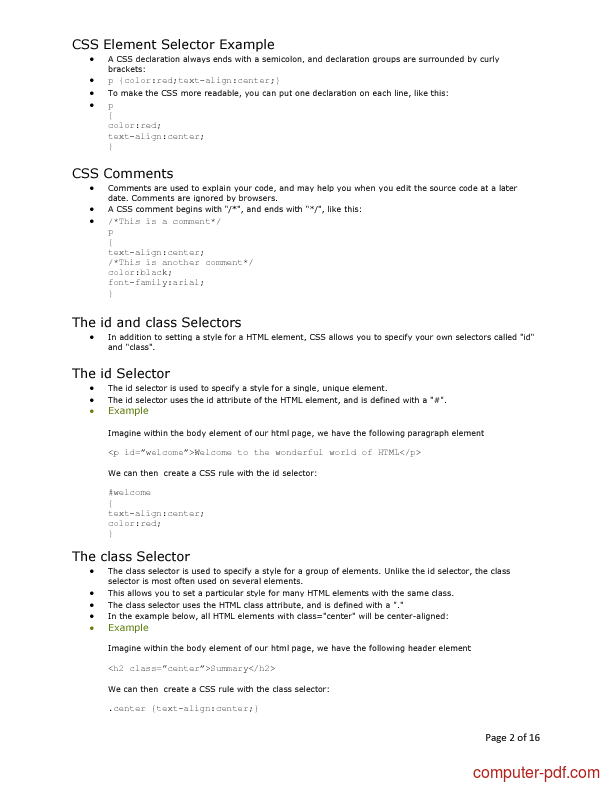 CSS Element Selector Example
• A CSS declaration always ends with a semicolon, and declaration groups are surrounded by curly
brackets:
• p {color:red;text-align:center;}
• To make the CSS more readable, you can put one declaration on each line, like this:
• p
{
color:red;
text-align:center;
}
CSS Comments
• Comments are used to explain your code, and may help you when you edit the source code at a later
date. Comments are ignored by browsers.
• A CSS comment begins with "/*", and ends with "*/", like this:
• /*This is a comment*/
p
{
text-align:center;
/*This is another comment*/
color:black;
font-family:arial;
}
The id and class Selectors
• In addition to setting a style for a HTML element, CSS allows you to specify your own selectors called "id"
and "class".
The id Selector
• The id selector is used to specify a style for a single, unique element.
• The id selector uses the id attribute of the HTML element, and is defined with a "#".
• Example
Imagine within the body element of our html page, we have the following paragraph element
<p id=”welcome”>Welcome to the wonderful world of HTML</p>
We can then  create a CSS rule with the id selector:
#welcome
{
text-align:center;
color:red;
}
The class Selector
• The class selector is used to specify a style for a group of elements. Unlike the id selector, the class
selector is most often used on several elements.
• This allows you to set a particular style for many HTML elements with the same class.
• The class selector uses the HTML class attribute, and is defined with a "."
• In the example below, all HTML elements with class="center" will be center-aligned:
• Example
Imagine within the body element of our html page, we have the following header element
<h2 class=”center”>Summary</h2>
We can then  create a CSS rule with the class selector:
.center {text-align:center;}
Page 2 of 16
computer-pdf.com